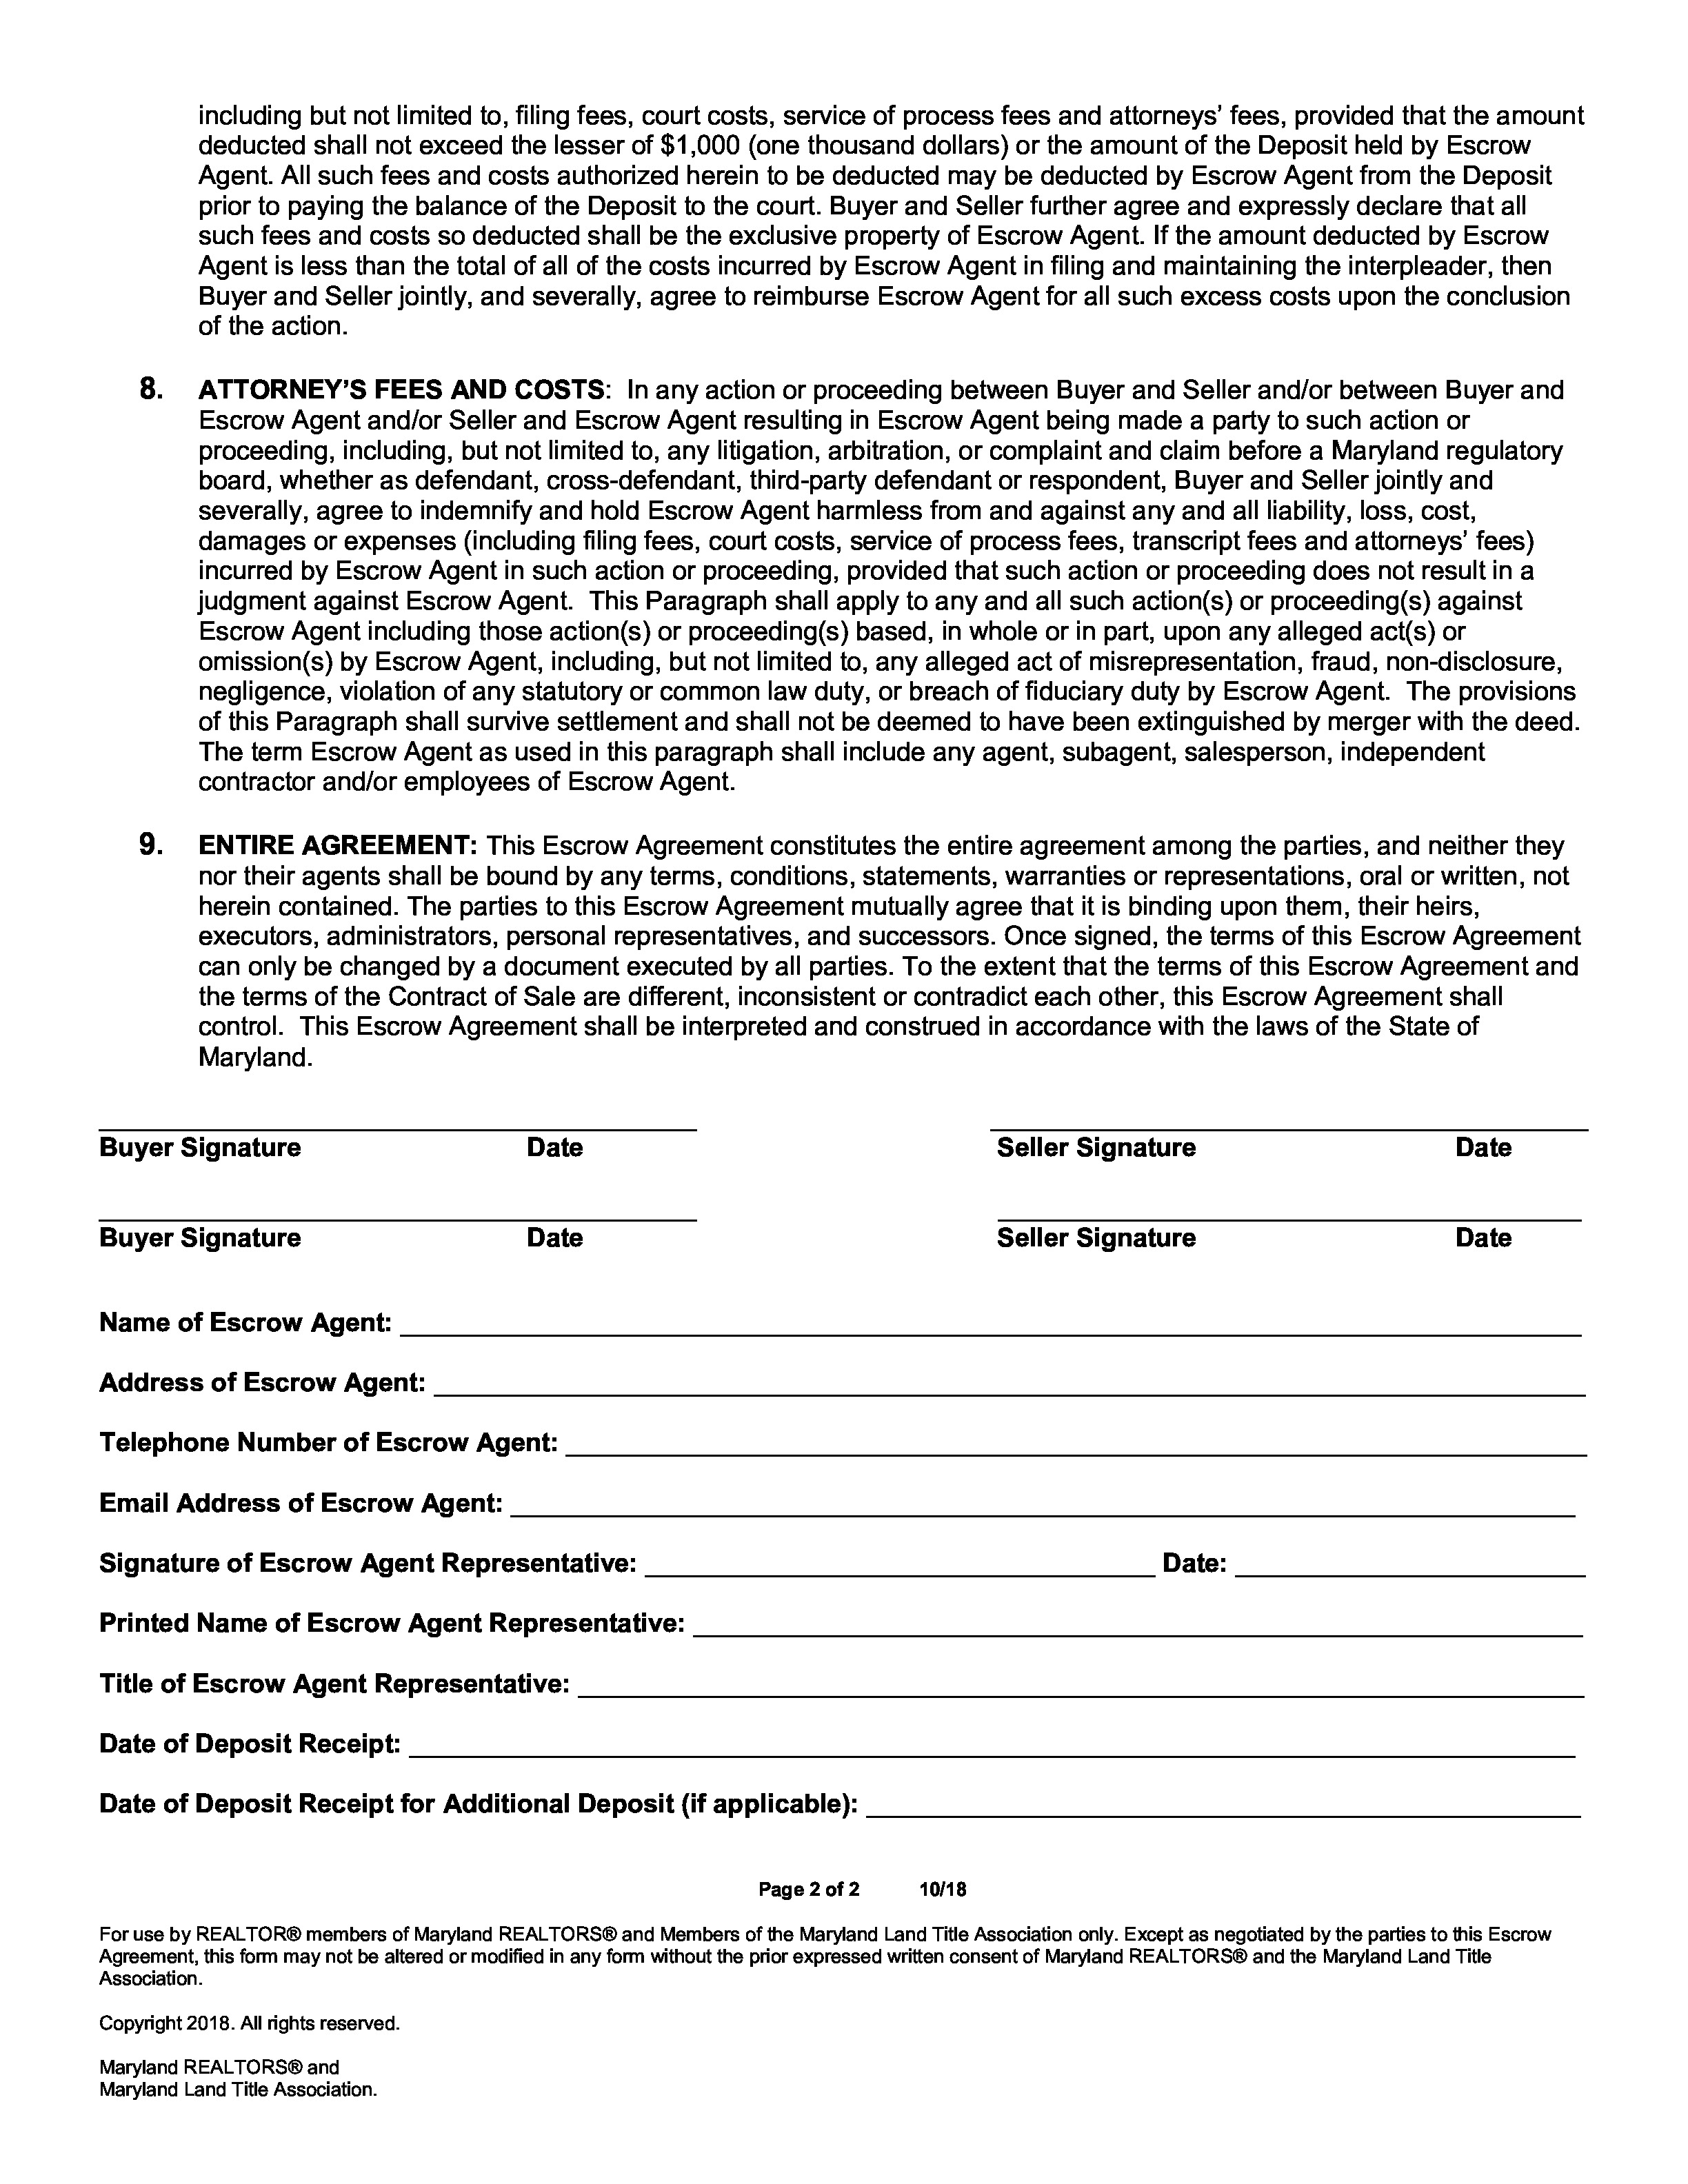 including but not limited to, filing fees, court costs, service of process fees and attorneys’ fees, provided that the amount
deducted shall not exceed the lesser of $1,000 (one thousand dollars) or the amount of the Deposit held by Escrow
Agent. All such fees and costs authorized herein to be deducted may be deducted by Escrow Agent from the Deposit
prior to paying the balance of the Deposit to the court. Buyer and Seller further agree and expressly declare that all
such fees and costs so deducted shall be the exclusive property of Escrow Agent. If the amount deducted by Escrow
Agent is less than the total of all of the costs incurred by Escrow Agent in filing and maintaining the interpleader, then
Buyer and Seller jointly, and severally, agree to reimburse Escrow Agent for all such excess costs upon the conclusion
of the action.
8. ATTORNEY’S FEES AND COSTS: In any action or proceeding between Buyer and Seller and/or between Buyer and
Escrow Agent and/or Seller and Escrow Agent resulting in Escrow Agent being made a party to such action or
proceeding, including, but not limited to, any litigation, arbitration, or complaint and claim before a Maryland regulatory
board, whether as defendant, cross-defendant, third-party defendant or respondent, Buyer and Seller jointly and
severally, agree to indemnify and hold Escrow Agent harmless from and against any and all liability, loss, cost,
damages or expenses (including filing fees, court costs, service of process fees, transcript fees and attorneys’ fees)
incurred by Escrow Agent in such action or proceeding, provided that such action or proceeding does not result in a
judgment against Escrow Agent. This Paragraph shall apply to any and all such action(s) or proceeding(s) against
Escrow Agent including those action(s) or proceeding(s) based, in whole or in part, upon any alleged act(s) or
omission(s) by Escrow Agent, including, but not limited to, any alleged act of misrepresentation, fraud, non-disclosure,
negligence, violation of any statutory or common law duty, or breach of fiduciary duty by Escrow Agent. The provisions
of this Paragraph shall survive settlement and shall not be deemed to have been extinguished by merger with the deed.
The term Escrow Agent as used in this paragraph shall include any agent, subagent, salesperson, independent
contractor and/or employees of Escrow Agent.
9. ENTIRE AGREEMENT: This Escrow Agreement constitutes the entire agreement among the parties, and neither they
nor their agents shall be bound by any terms, conditions, statements, warranties or representations, oral or written, not
herein contained. The parties to this Escrow Agreement mutually agree that it is binding upon them, their heirs,
executors, administrators, personal representatives, and successors. Once signed, the terms of this Escrow Agreement
can only be changed by a document executed by all parties. To the extent that the terms of this Escrow Agreement and
the terms of the Contract of Sale are different, inconsistent or contradict each other, this Escrow Agreement shall
control. This Escrow Agreement shall be interpreted and construed in accordance with the laws of the State of
Maryland.
Buyer Signature Date Seller Signature Date
Buyer Signature Date Seller Signature Date
Name of Escrow Agent:
Address of Escrow Agent:
Telephone Number of Escrow Agent:
Email Address of Escrow Agent:
Signature of Escrow Agent Representative: Date:
Printed Name of Escrow Agent Representative:
Title of Escrow Agent Representative:
Date of Deposit Receipt:
Date of Deposit Receipt for Additional Deposit (if applicable):
Page 2 of 2 10/18
For use by REALTOR® members of Maryland REALTORS® and Members of the Maryland Land Title Association only. Except as negotiated by the parties to this Escrow
Agreement, this form may not be altered or modified in any form without the prior expressed written consent of Maryland REALTORS® and the Maryland Land Title
Association.
Copyright 2018. All rights reserved.
Maryland REALTORS® and
Maryland Land Title Association.